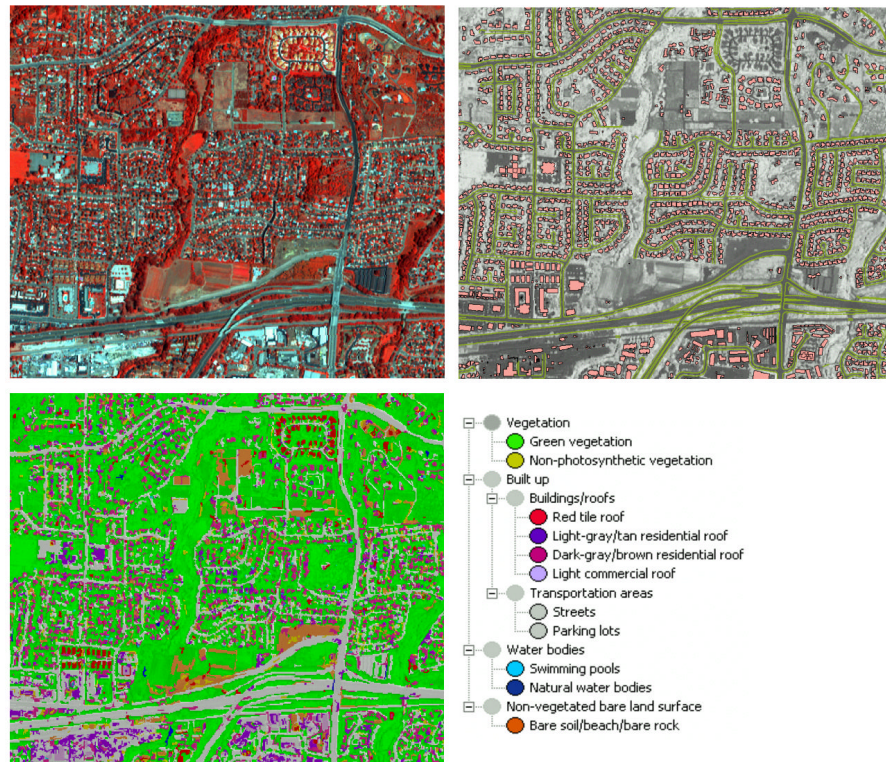 Vegetation
Green vegetation
Non-photosynthetic vegetation
Built up
Buildings/roofs
Red tile roof
Light-gray/tan residential roof
Dark-gray/brown residential roof
Light commercial roof
Transportation areas
Streets
Parking lots
Water bodies
Swimming pools
Natural water bodies
Non-vegetated bare land surface
Bare soil/beach/bare rock